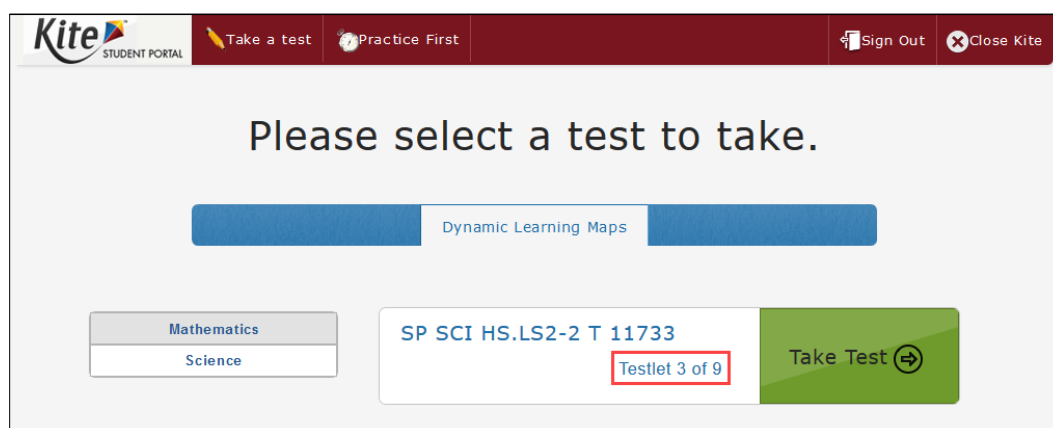 Kite STUDENT PORTAL Take a test Practice First Sign Out Close Kite
Please select a test to take.
Dynamic Learning Maps
Mathematics
Science
SP SCI HS.LS2-2 T 11733
Testlet 3 of 9
Take Test